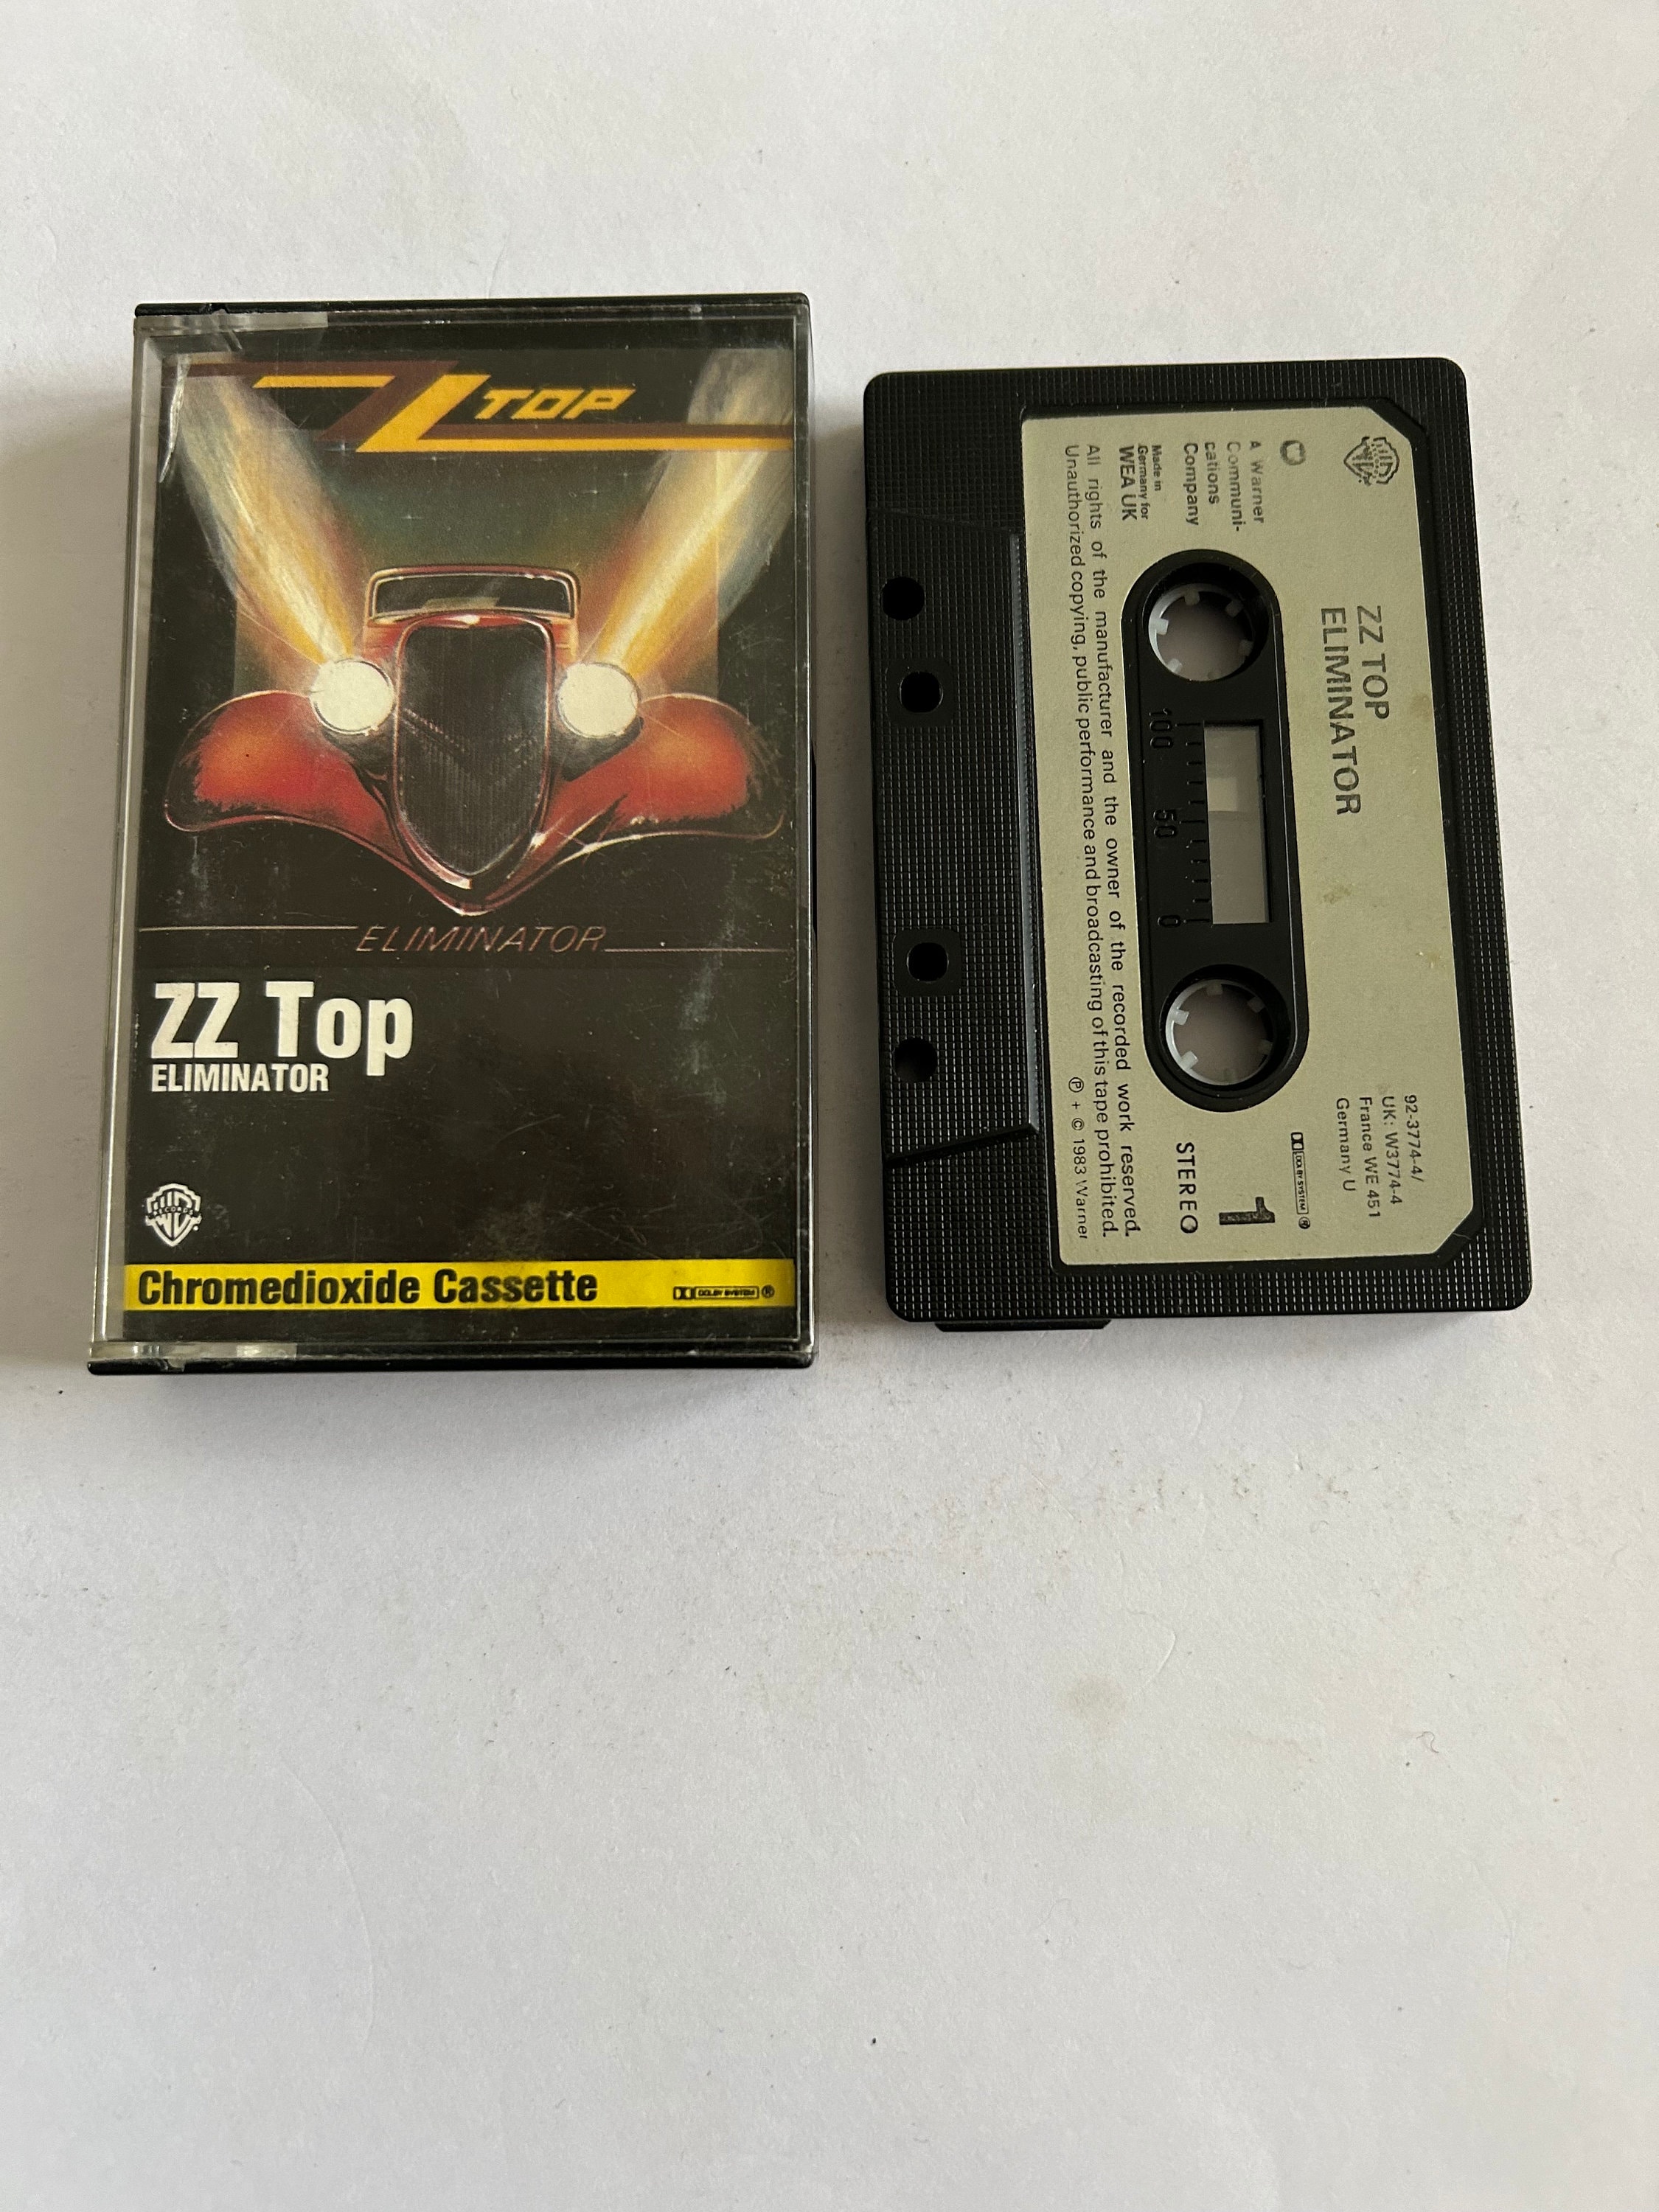 ZZ TOP
ELIMINATOR
ZZ Top
ELIMINATOR
WB
RECORDS
Chromedioxide Cassette
DOLBY SYSTEM ®
ZZ TOP
ELIMINATOR
92-3774-4/
UK: W3774-4
France WE 451
Germany U
DOLBY SYSTEM ®
1
STEREO
A Warner
Communi-
cations
Company
Made in
Germany for
WEA UK
100 50 0
All rights of the manufacturer and the owner of the recorded work reserved.
Unauthorized copying, public performance and broadcasting of this tape prohibited.
Ⓟ + © 1983 Warner